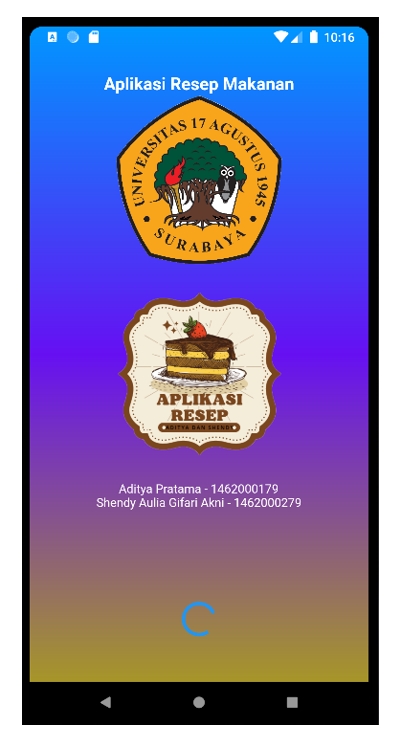 10:16
Aplikasi Resep Makanan
UNIVERSITAS 17 AGUSTUS 1945
SURABAYA
APLIKASI
RESEP
ADITYA DAN SHENDY
Aditya Pratama - 1462000179
Shendy Aulia Gifari Akni - 1462000279